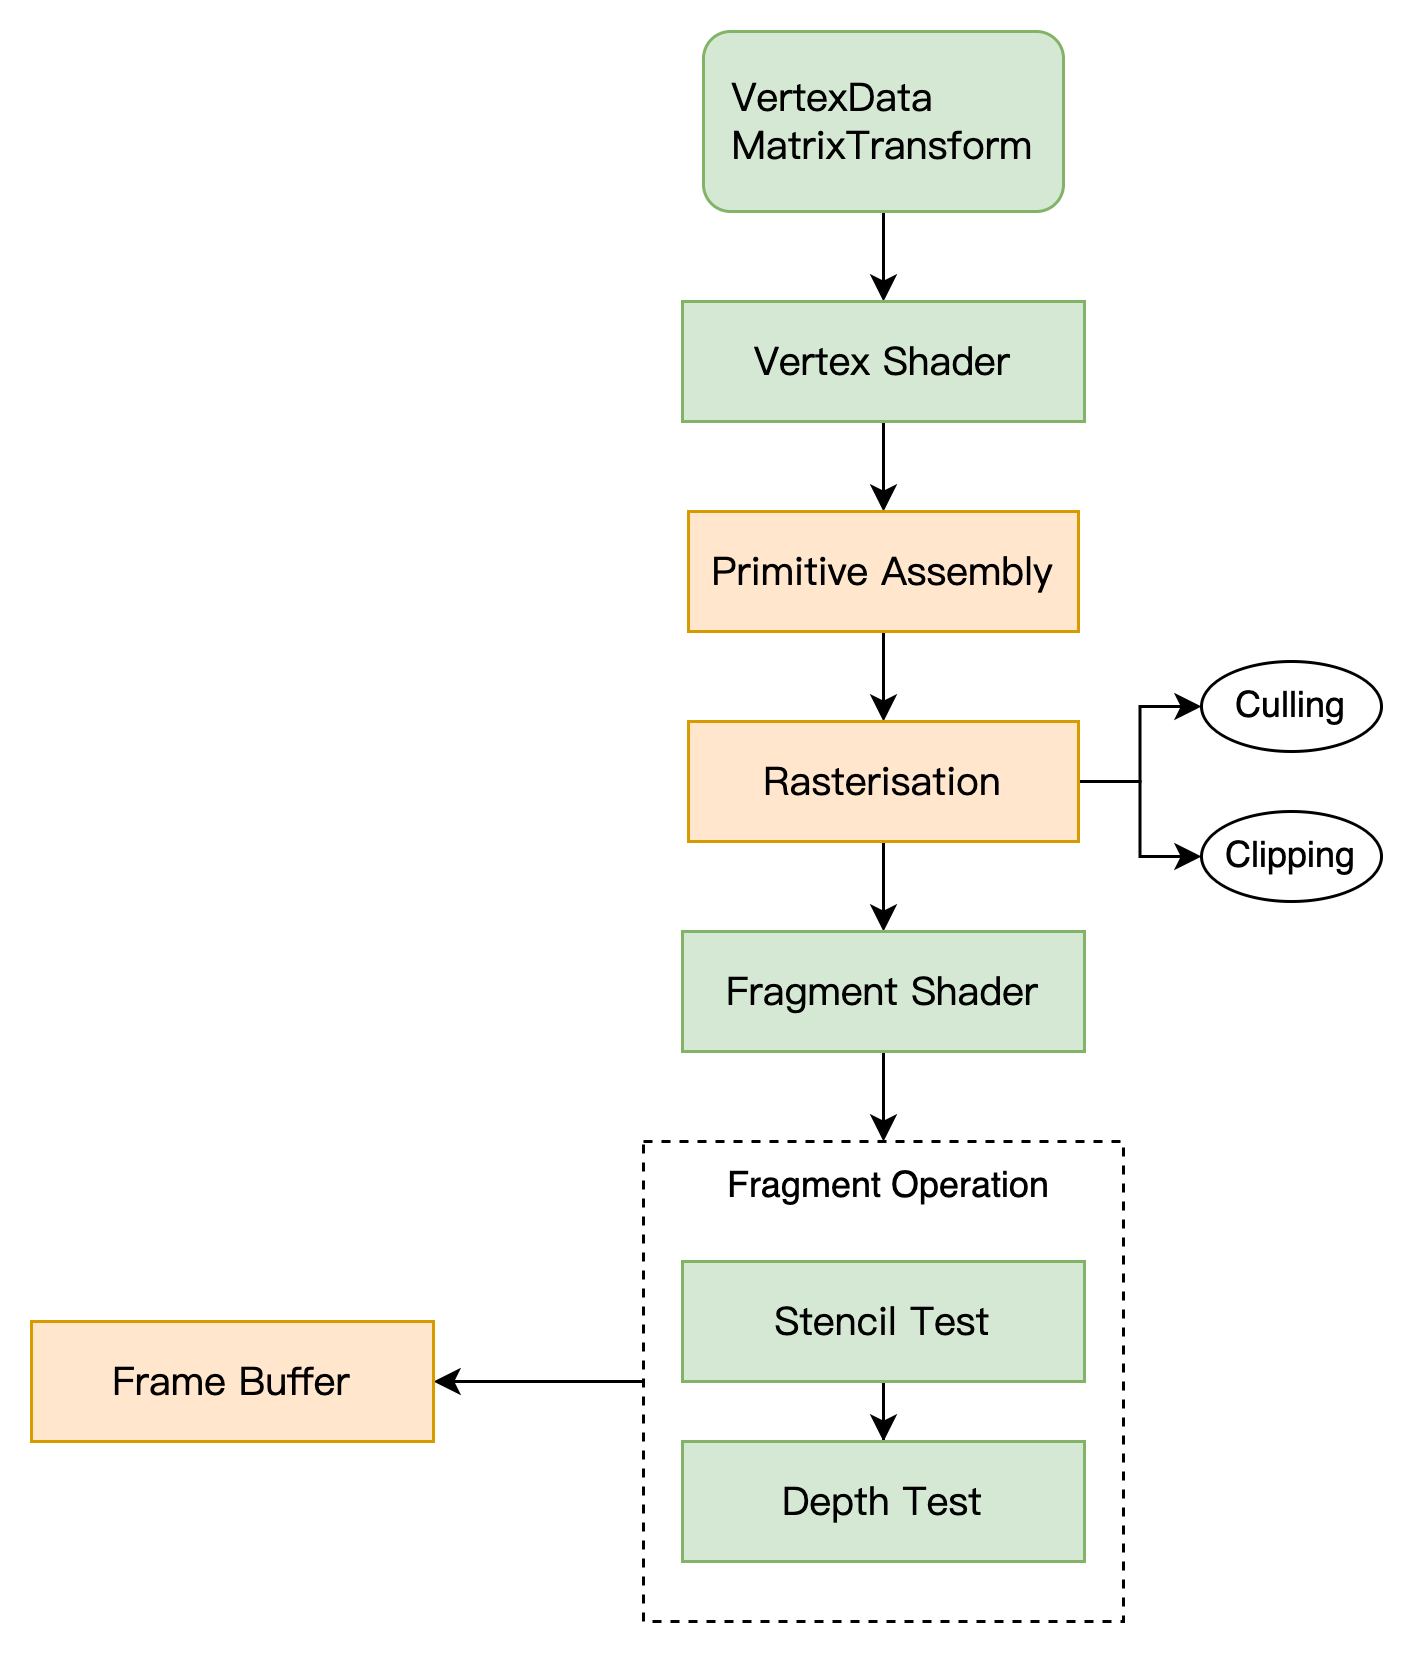 VertexData
MatrixTransform
Vertex Shader
Primitive Assembly
Rasterisation
Culling
Clipping
Fragment Shader
Fragment Operation
Stencil Test
Depth Test
Frame Buffer